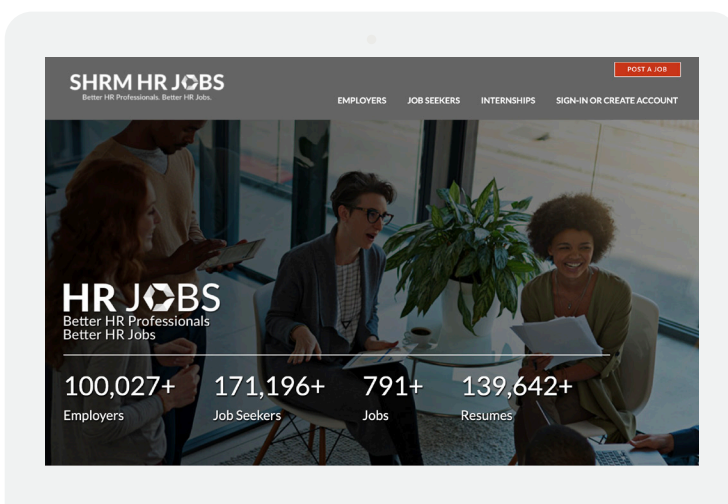 POST A JOB
SHRM HR JOBS
Better HR Professionals. Better HR Jobs.
EMPLOYERS JOB SEEKERS INTERNSHIPS SIGN-IN OR CREATE ACCOUNT
HR JOBS
Better HR Professionals
Better HR Jobs
100,027+ 171,196+ 791+ 139,642+
Employers Job Seekers Jobs Resumes